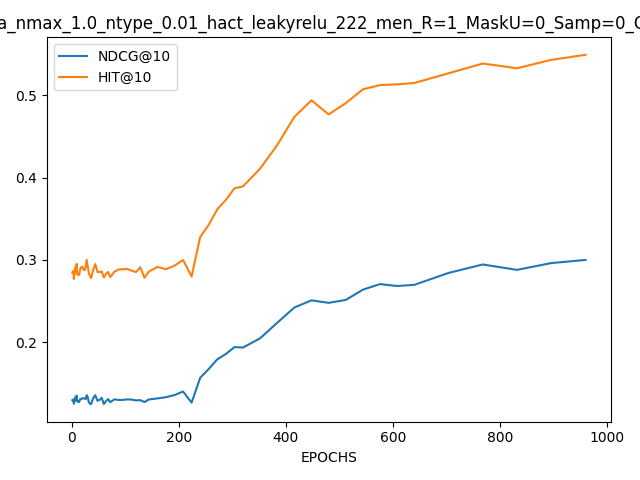 a_nmax_1.0_ntype_0.01_hact_leakyrelu_222_men_R=1_MaskU=0_Samp=0_
NDCG@10
HIT@10
0.5
0.4
0.3
0.2
0 200 400 600 800 1000
EPOCHS